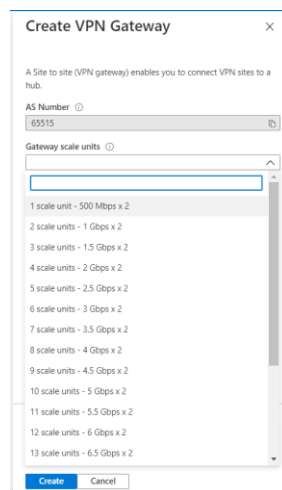 Create VPN Gateway
A Site to site (VPN gateway) enables you to connect VPN sites to a
hub.
AS Number
65515
Gateway scale units
1 scale unit - 500 Mbps x 2
2 scale units - 1 Gbps x 2
3 scale units - 1.5 Gbps x 2
4 scale units - 2 Gbps x 2
5 scale units - 2.5 Gbps x 2
6 scale units - 3 Gbps x 2
7 scale units - 3.5 Gbps x 2
8 scale units - 4 Gbps x 2
9 scale units - 4.5 Gbps x 2
10 scale units - 5 Gbps x 2
11 scale units - 5.5 Gbps x 2
12 scale units - 6 Gbps x 2
13 scale units - 6.5 Gbps x 2
Create Cancel